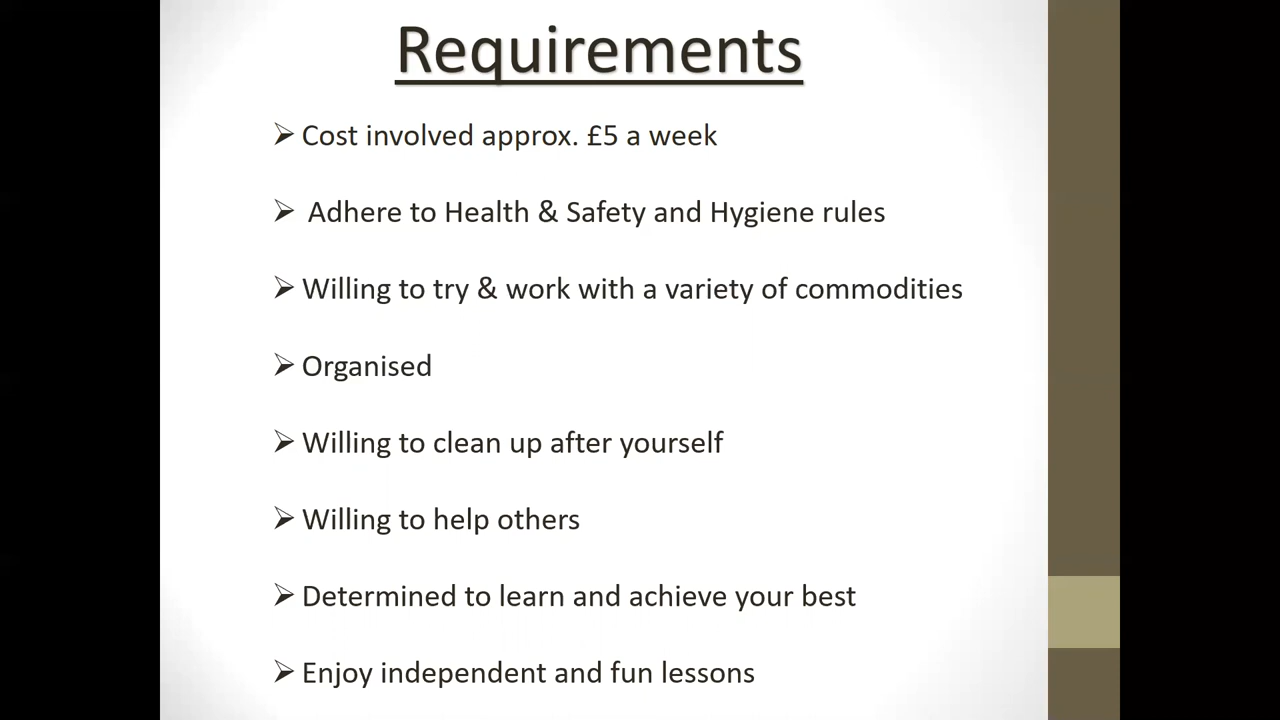 Requirements
➢ Cost involved approx. £5 a week
➢ Adhere to Health & Safety and Hygiene rules
➢ Willing to try & work with a variety of commodities
➢ Organised
➢ Willing to clean up after yourself
➢ Willing to help others
➢ Determined to learn and achieve your best
➢ Enjoy independent and fun lessons